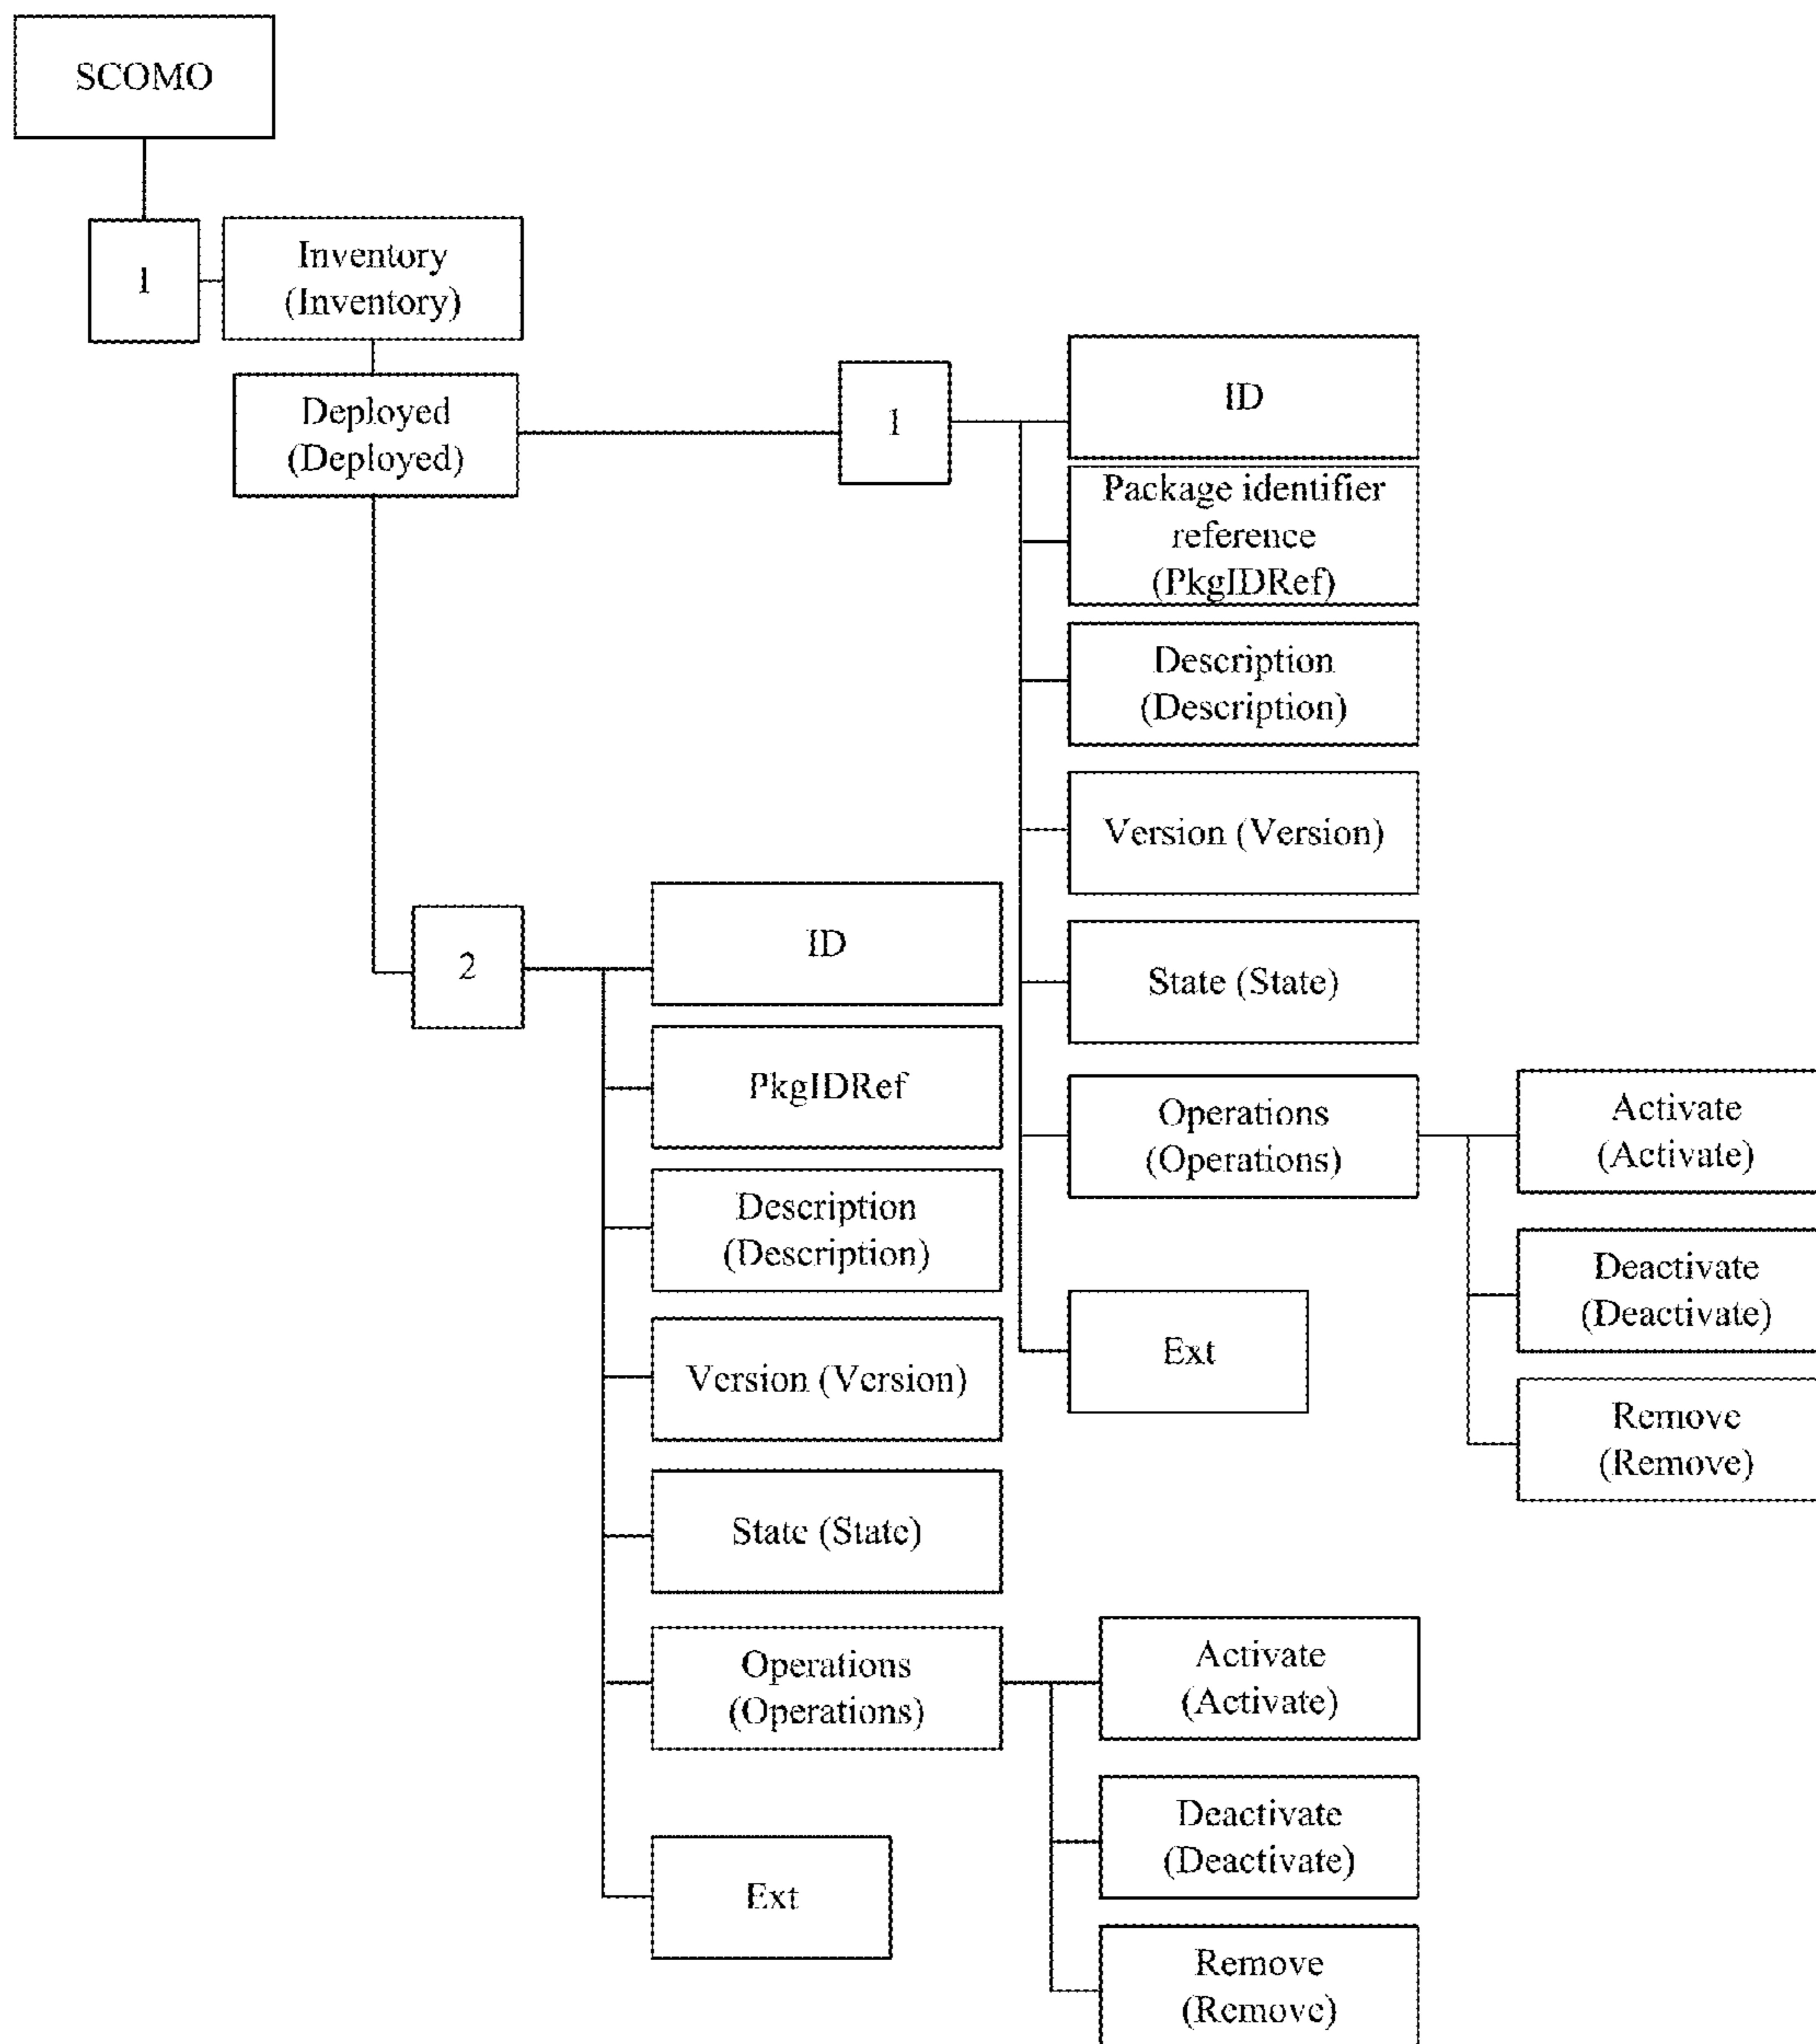 SCOMO
1
Inventory
(Inventory)
Deployed
(Deployed)
1
ID
Package identifier
reference
(PkgIDRef)
Description
(Description)
Version (Version)
State (State)
Operations
(Operations)
Activate
(Activate)
Deactivate
(Deactivate)
Remove
(Remove)
Ext
2
ID
PkgIDRef
Description
(Description)
Version (Version)
State (State)
Operations
(Operations)
Activate
(Activate)
Deactivate
(Deactivate)
Remove
(Remove)
Ext